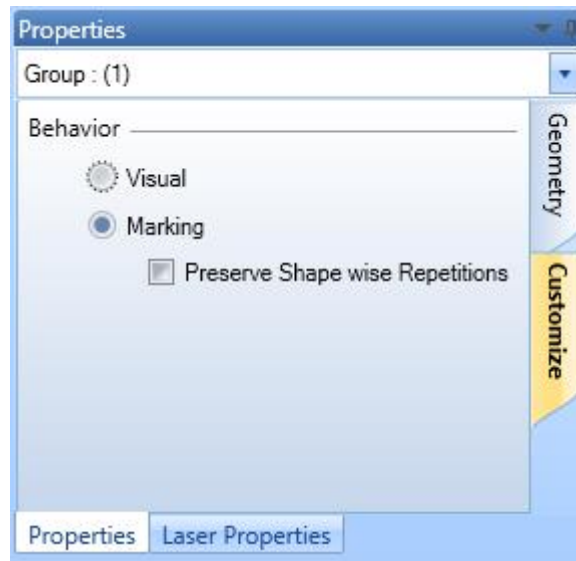 Properties
Group : (1)
Behavior
Visual
Marking
Preserve Shape wise Repetitions
Geometry
Customize
Properties
Laser Properties